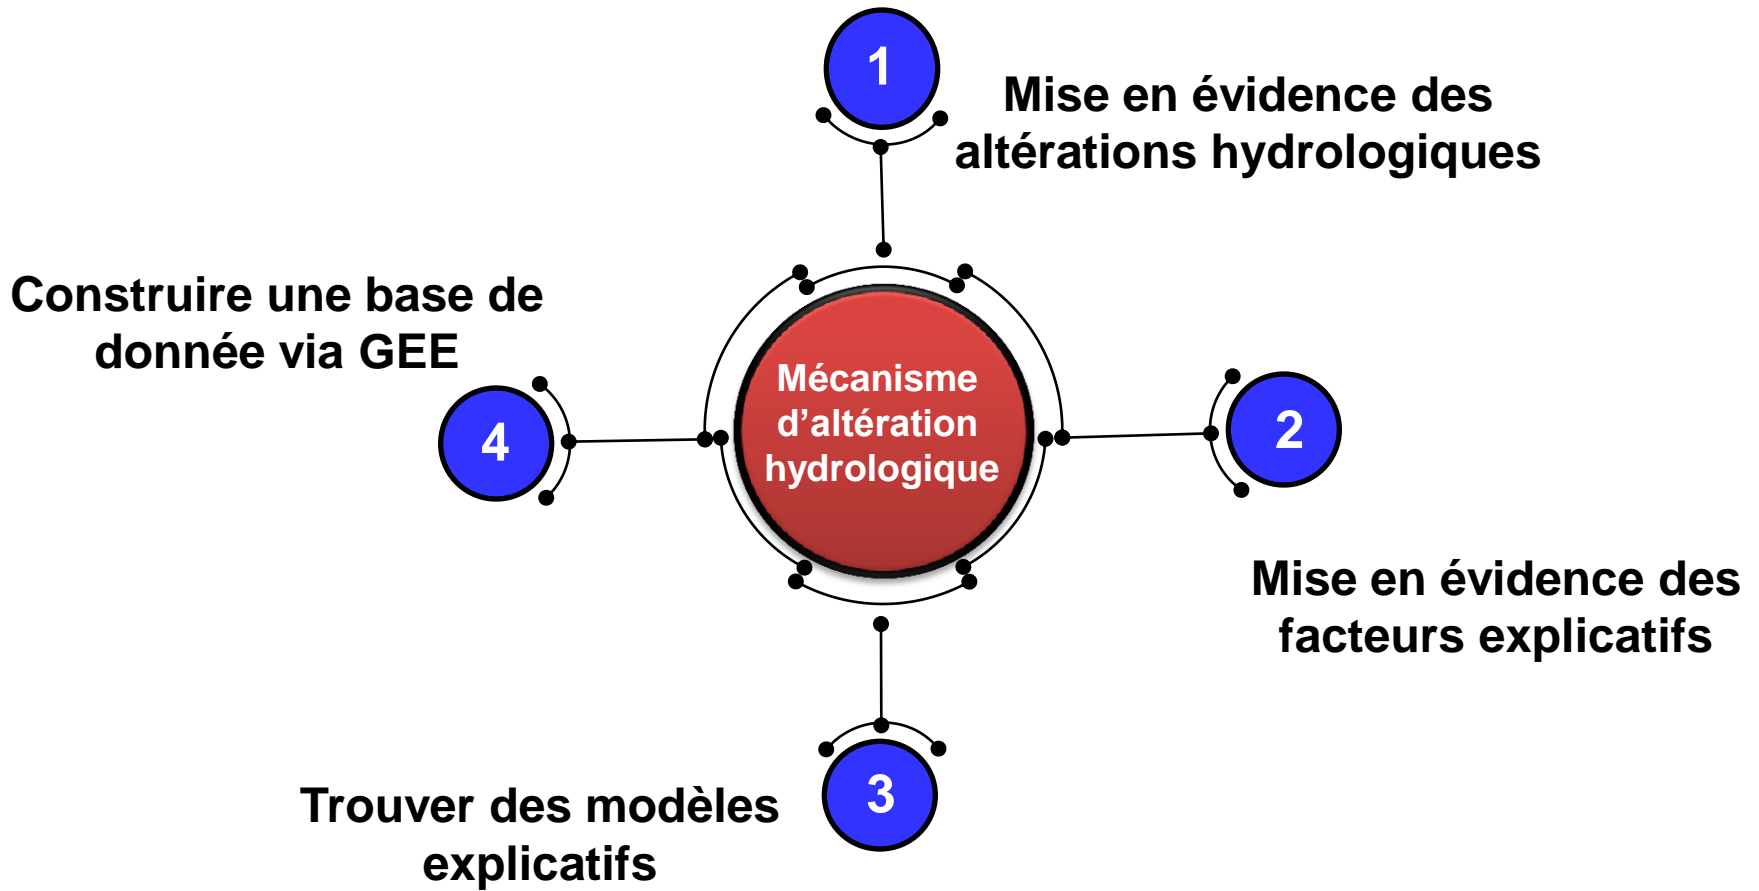 1
Mise en évidence des
altérations hydrologiques
Construire une base de
donnée via GEE
4
Mécanisme
d’altération
hydrologique
2
Mise en évidence des
facteurs explicatifs
3
Trouver des modèles
explicatifs